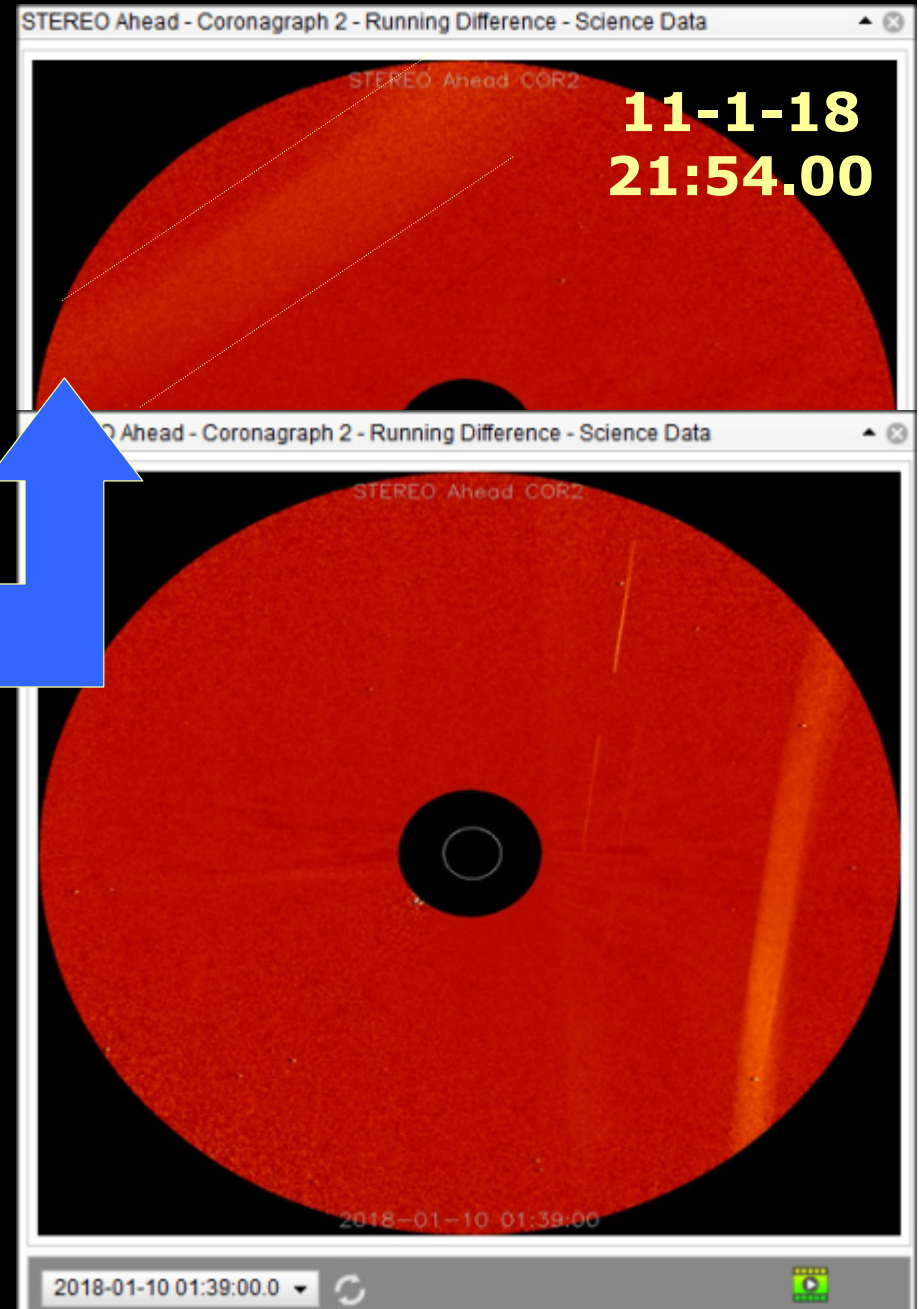 STEREO Ahead - Coronagraph 2 - Running Difference - Science Data
STEREO Ahead COR2
11-1-18
21:54.00
Ahead - Coronagraph 2 - Running Difference - Science Data
STEREO Ahead COR2
2018-01-10 01:39:00
2018-01-10 01:39:00.0